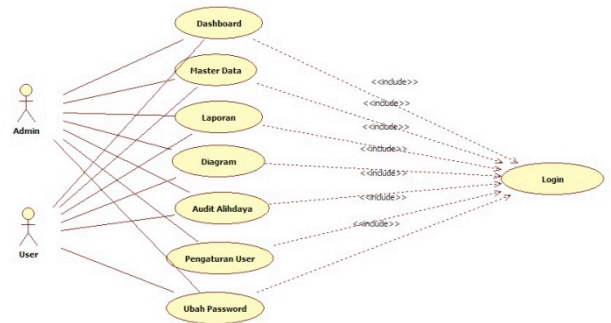 Dashboard
Master Data
<<include>>
<<include>>
Admin
Laporan
<<include>>
Diagram
<<include>>
Login
Audit Alihdaya
<<include>>
<<include>>
User
Pengaturan User
Ubah Password